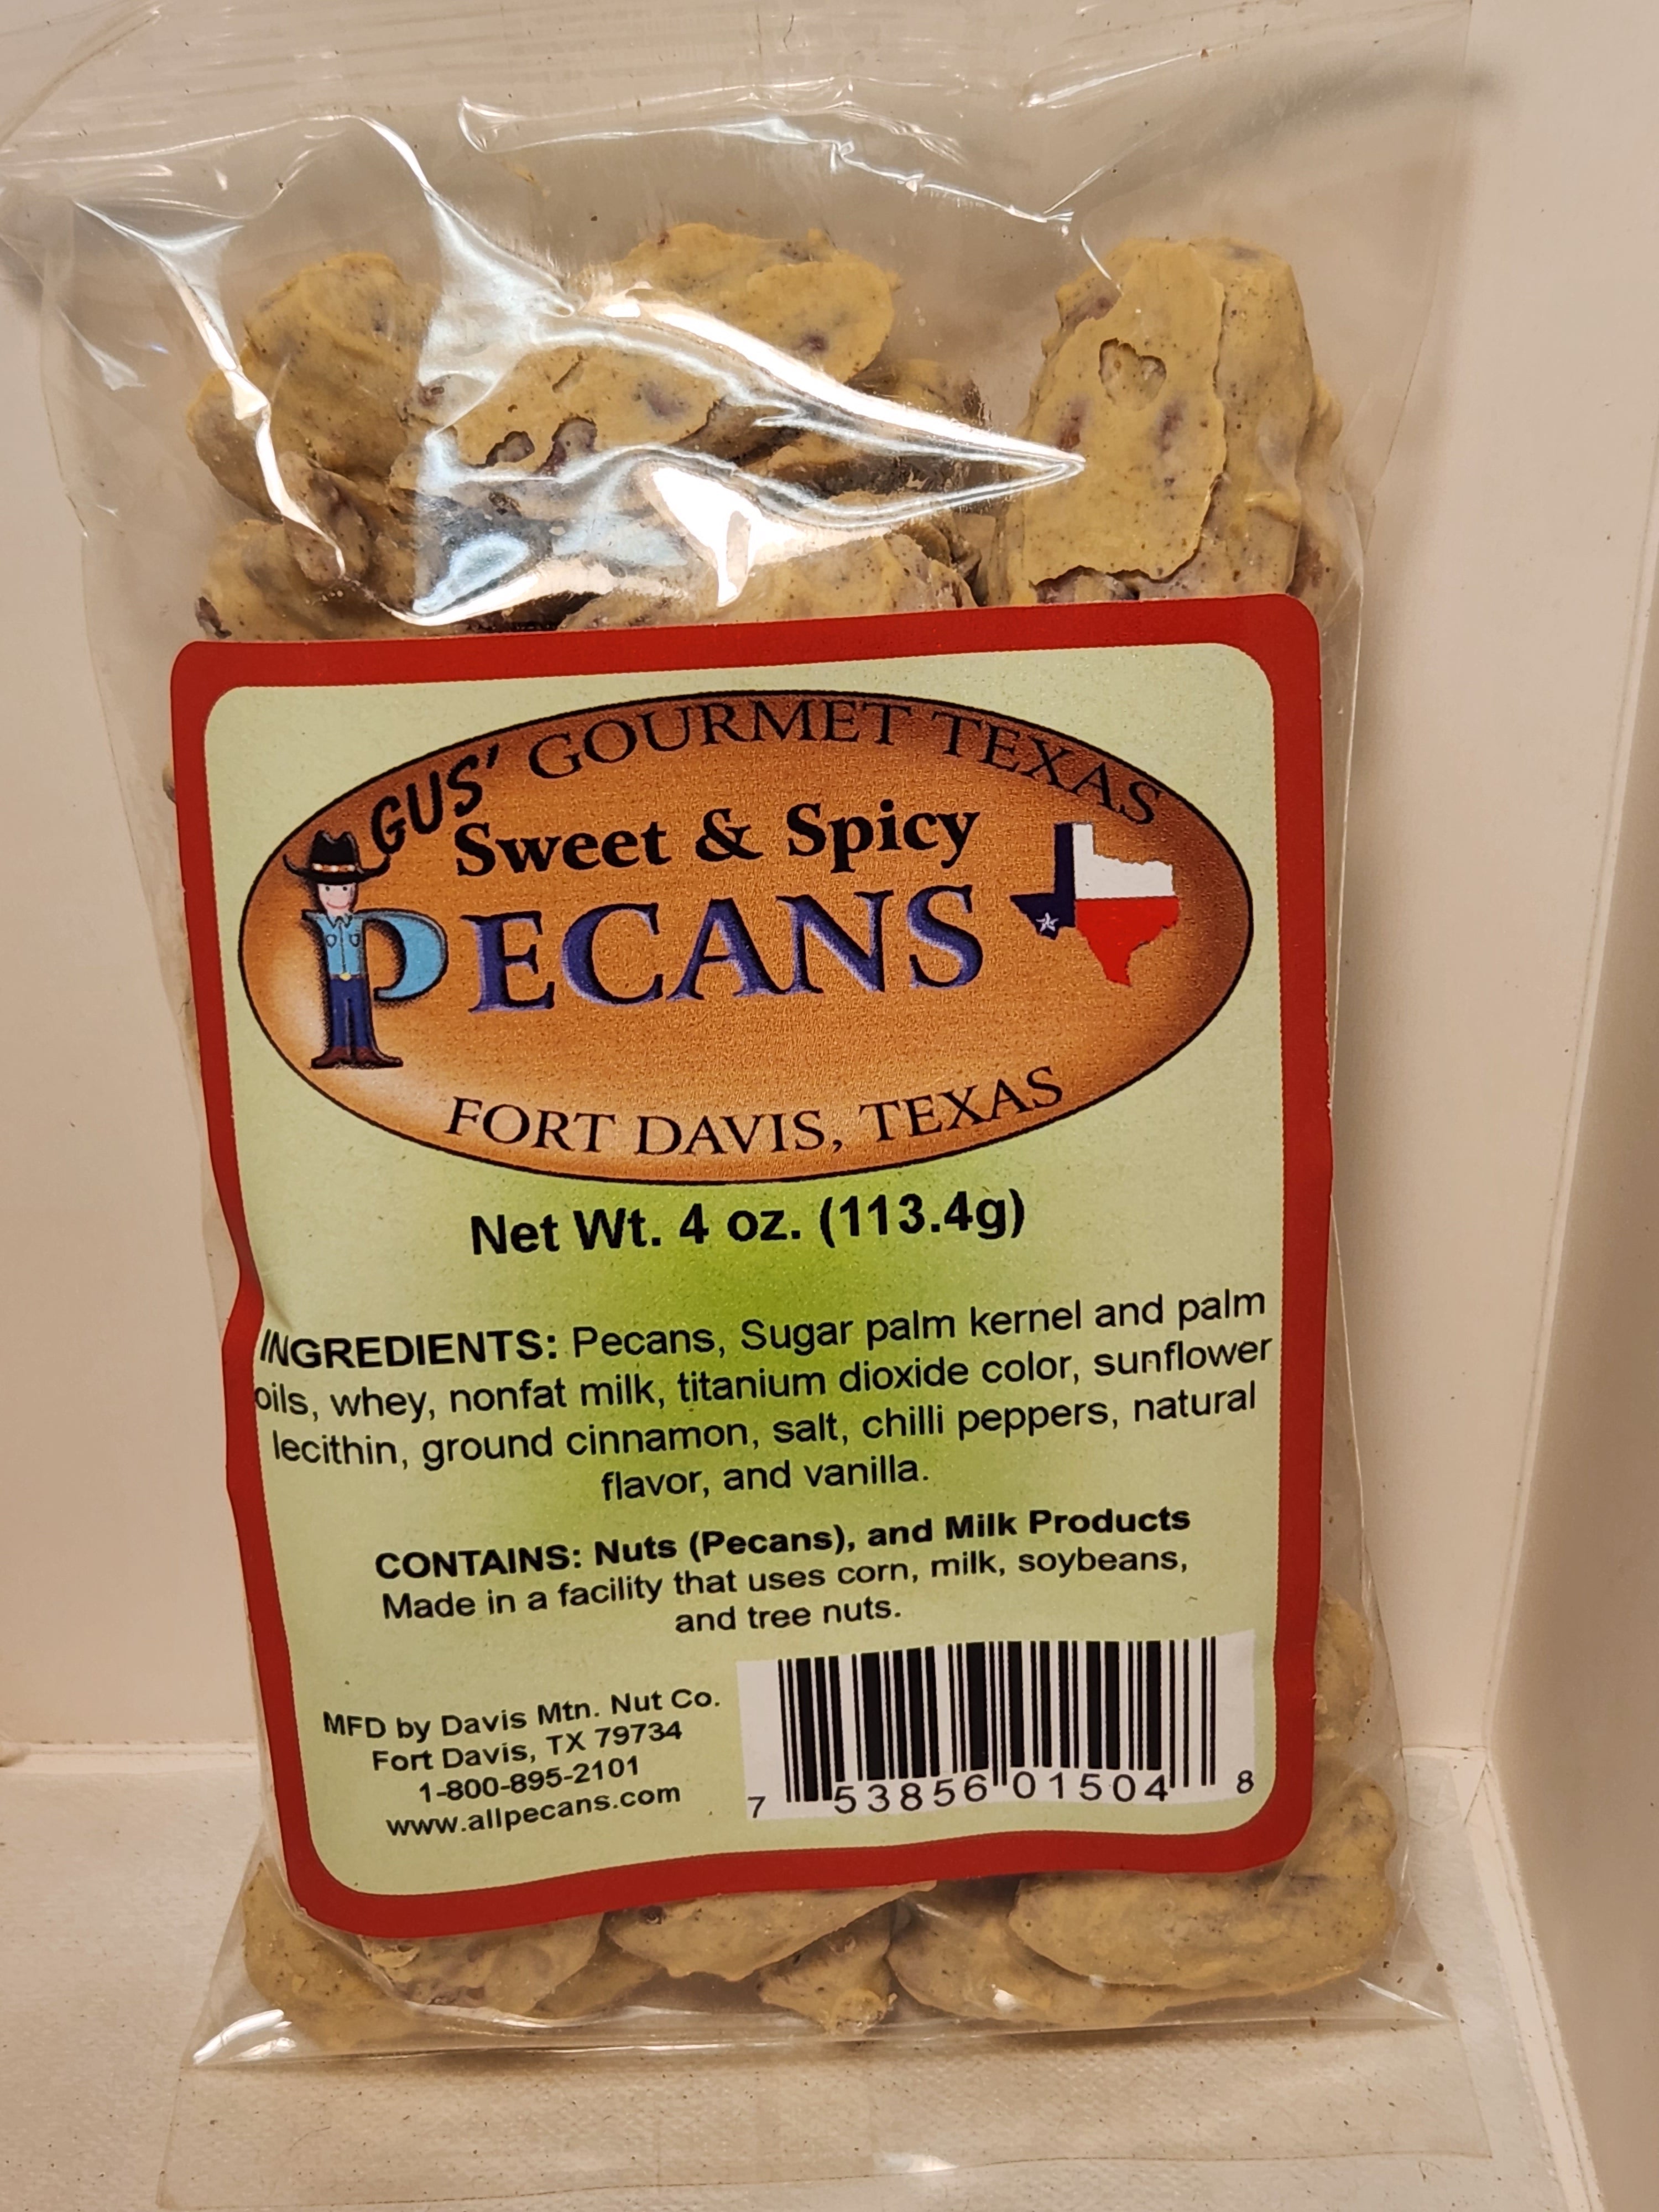 GUS' GOURMET TEXAS
Sweet & Spicy
PECANS
FORT DAVIS, TEXAS
Net Wt. 4 oz. (113.4g)
INGREDIENTS: Pecans, Sugar palm kernel and palm
oils, whey, nonfat milk, titanium dioxide color, sunflower
lecithin, ground cinnamon, salt, chilli peppers, natural
flavor, and vanilla.
CONTAINS: Nuts (Pecans), and Milk Products
Made in a facility that uses corn, milk, soybeans,
and tree nuts.
MFD by Davis Mtn. Nut Co.
Fort Davis, TX 79734
1-800-895-2101
www.allpecans.com
7 53856 01504 8